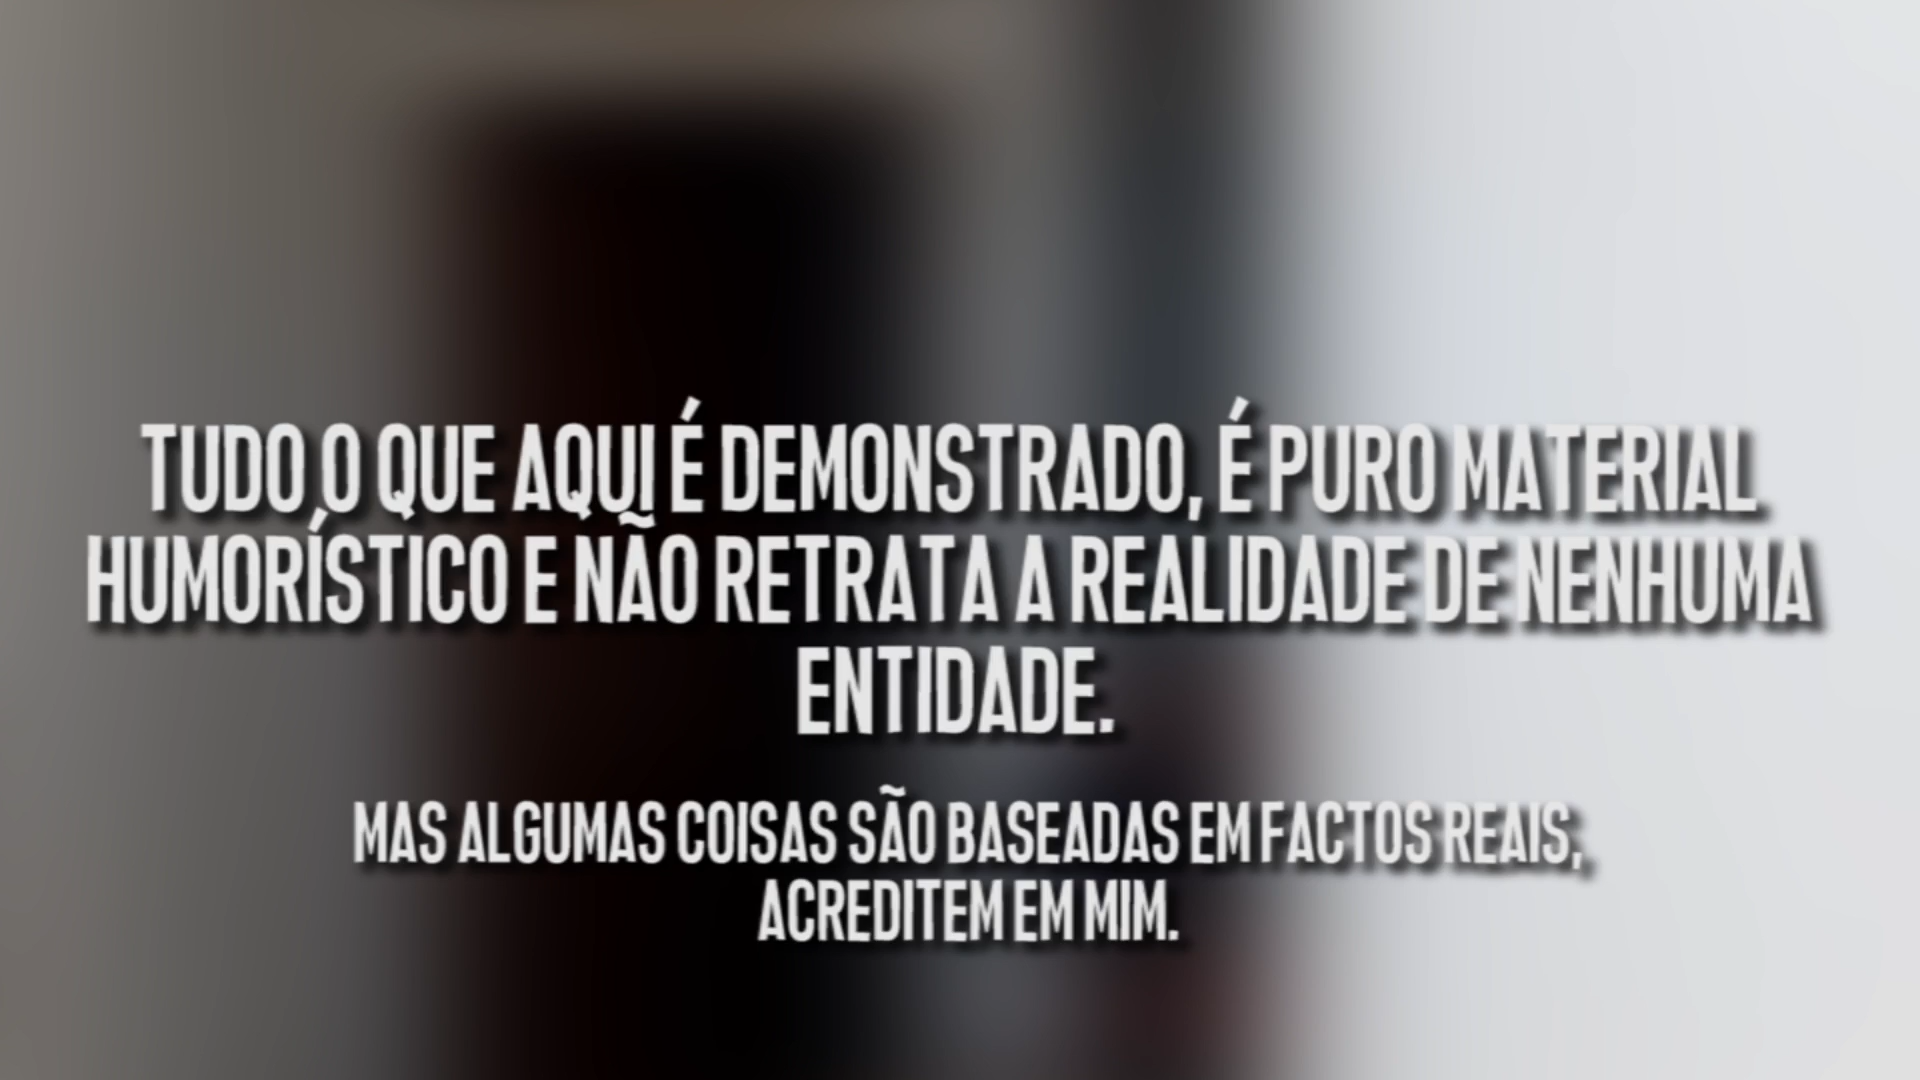 TUDO O QUE AQUI É DEMONSTRADO, É PURO MATERIAL
HUMORÍSTICO E NÃO RETRATA A REALIDADE DE NENHUMA
ENTIDADE.
MAS ALGUMAS COISAS SÃO BASEADAS EM FACTOS REAIS,
ACREDITEM EM MIM.